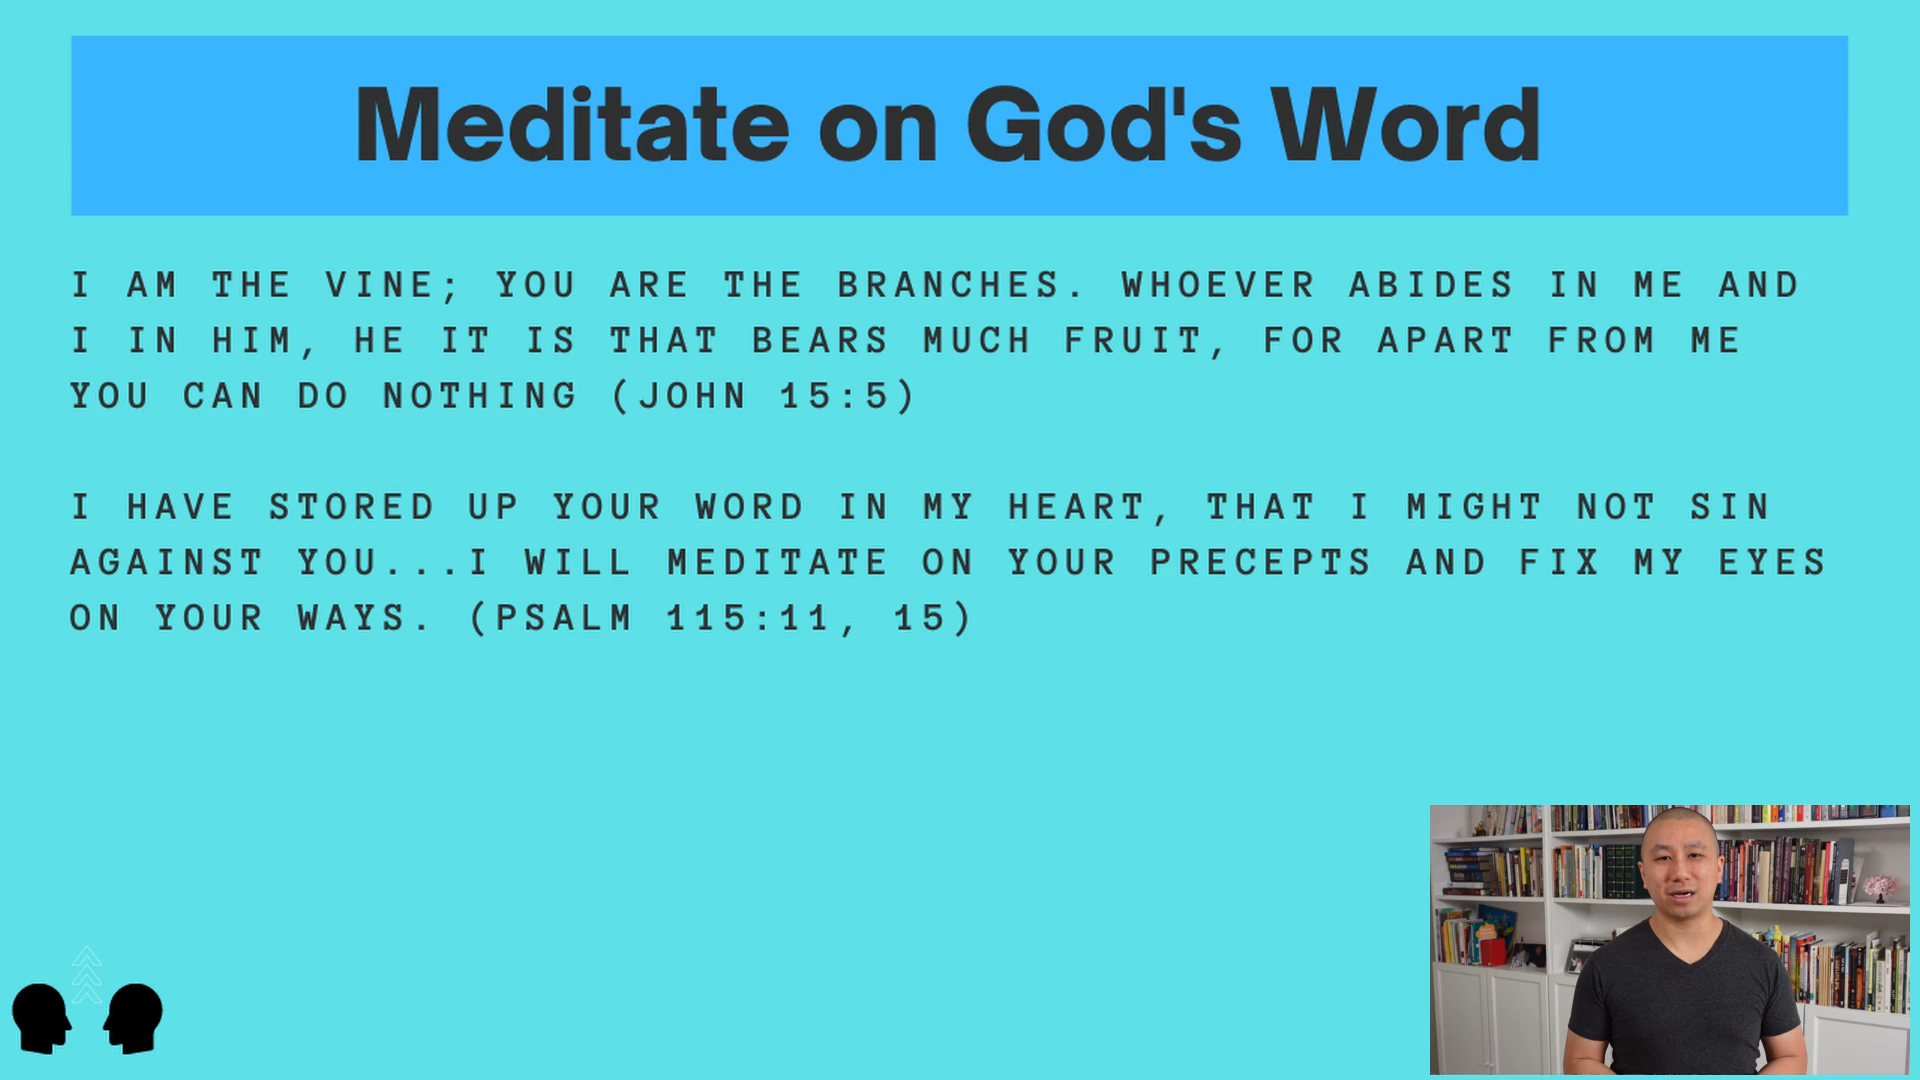 Meditate on God's Word
I AM THE VINE; YOU ARE THE BRANCHES. WHOEVER ABIDES IN ME AND
I IN HIM, HE IT IS THAT BEARS MUCH FRUIT, FOR APART FROM ME
YOU CAN DO NOTHING (JOHN 15:5)
I HAVE STORED UP YOUR WORD IN MY HEART, THAT I MIGHT NOT SIN
AGAINST YOU...I WILL MEDITATE ON YOUR PRECEPTS AND FIX MY EYES
ON YOUR WAYS. (PSALM 115:11, 15)